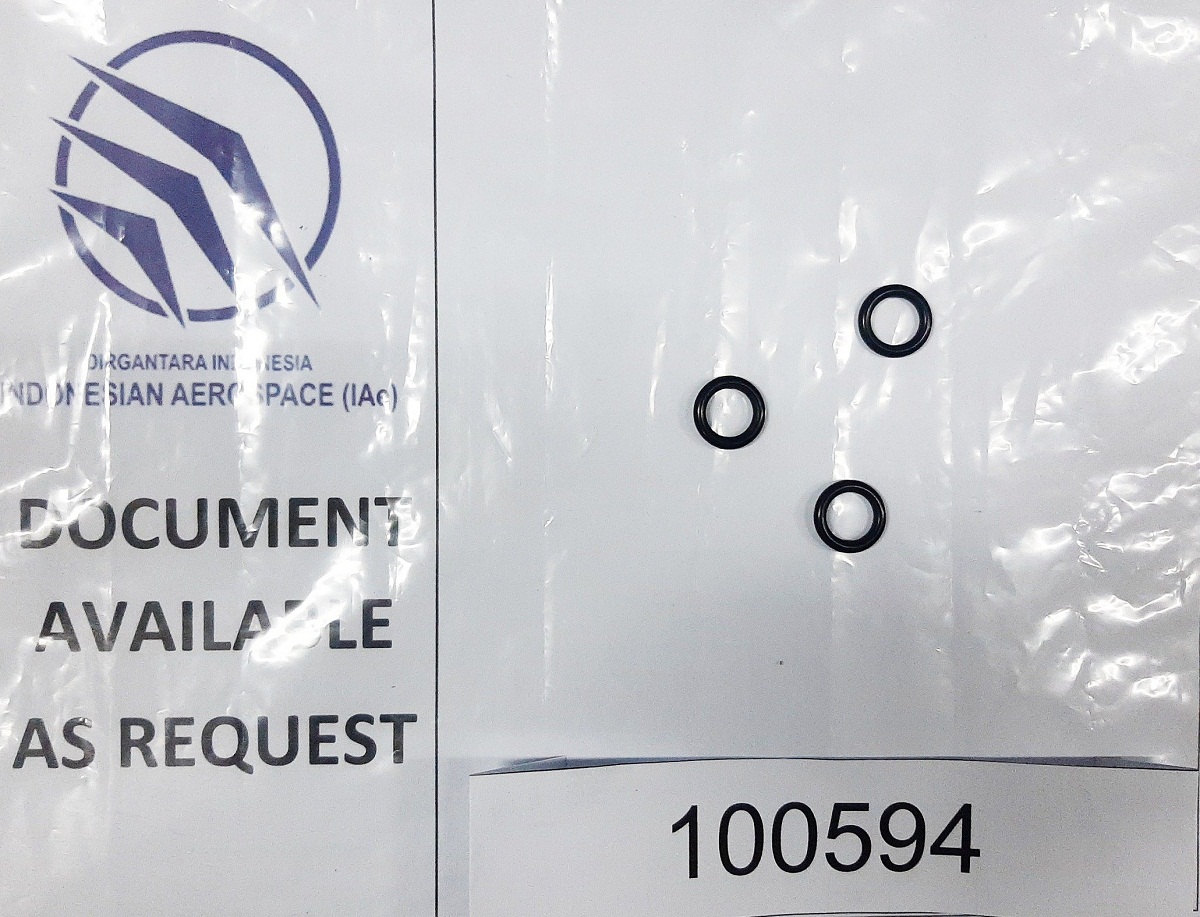 DIRGANTARA INDONESIA
INDONESIAN AEROSPACE (IAe)
DOCUMENT
AVAILABLE
AS REQUEST
100594